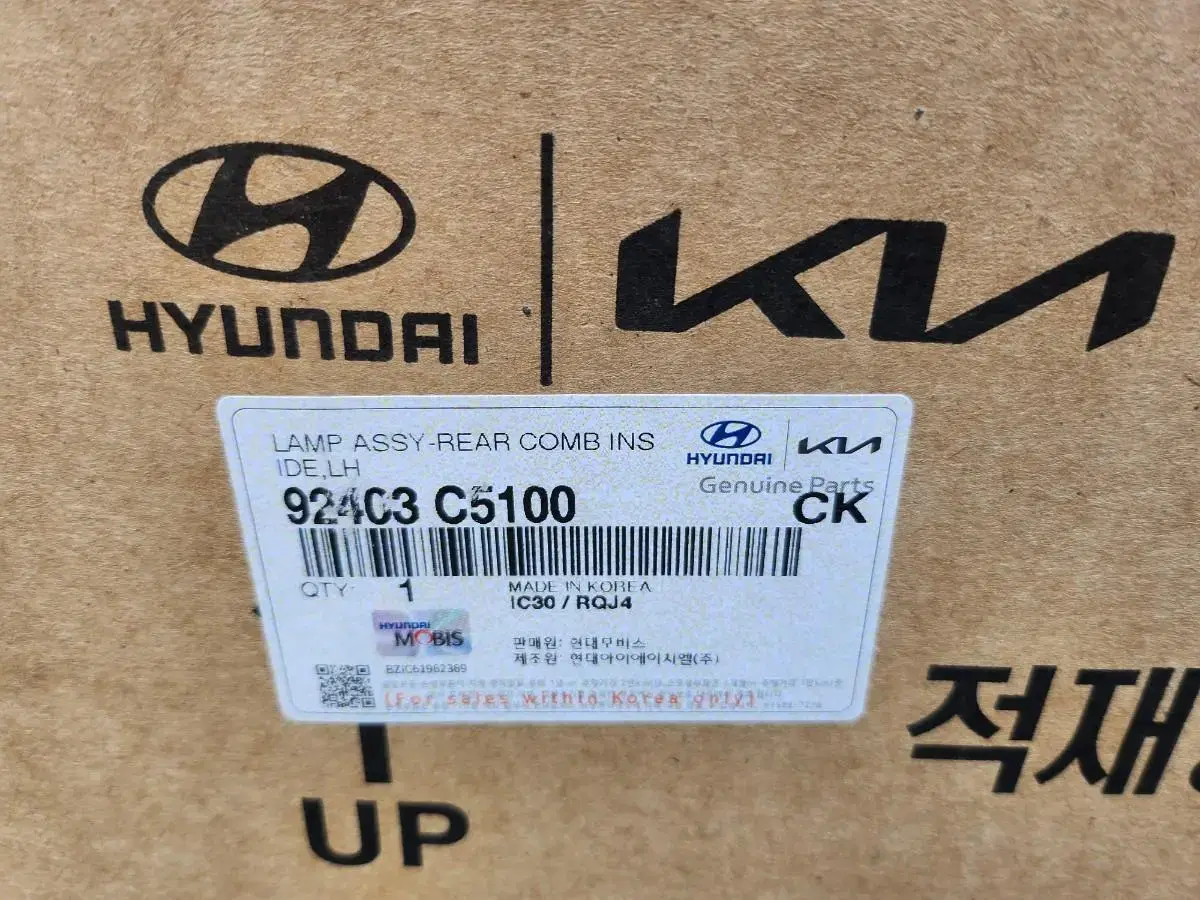 HYUNDAI
KIA
LAMP ASSY-REAR COMB INS
IDE,LH
HYUNDAI
KIA
Genuine Parts
92403 C5100
CK
QTY: 1
MADE IN KOREA
IC30 / RQJ4
HYUNDAI
MOBIS
판매원: 현대모비스
제조원: 현대아이에이치엘(주)
BZIC61962369
(For sales within Korea only)
적재
UP